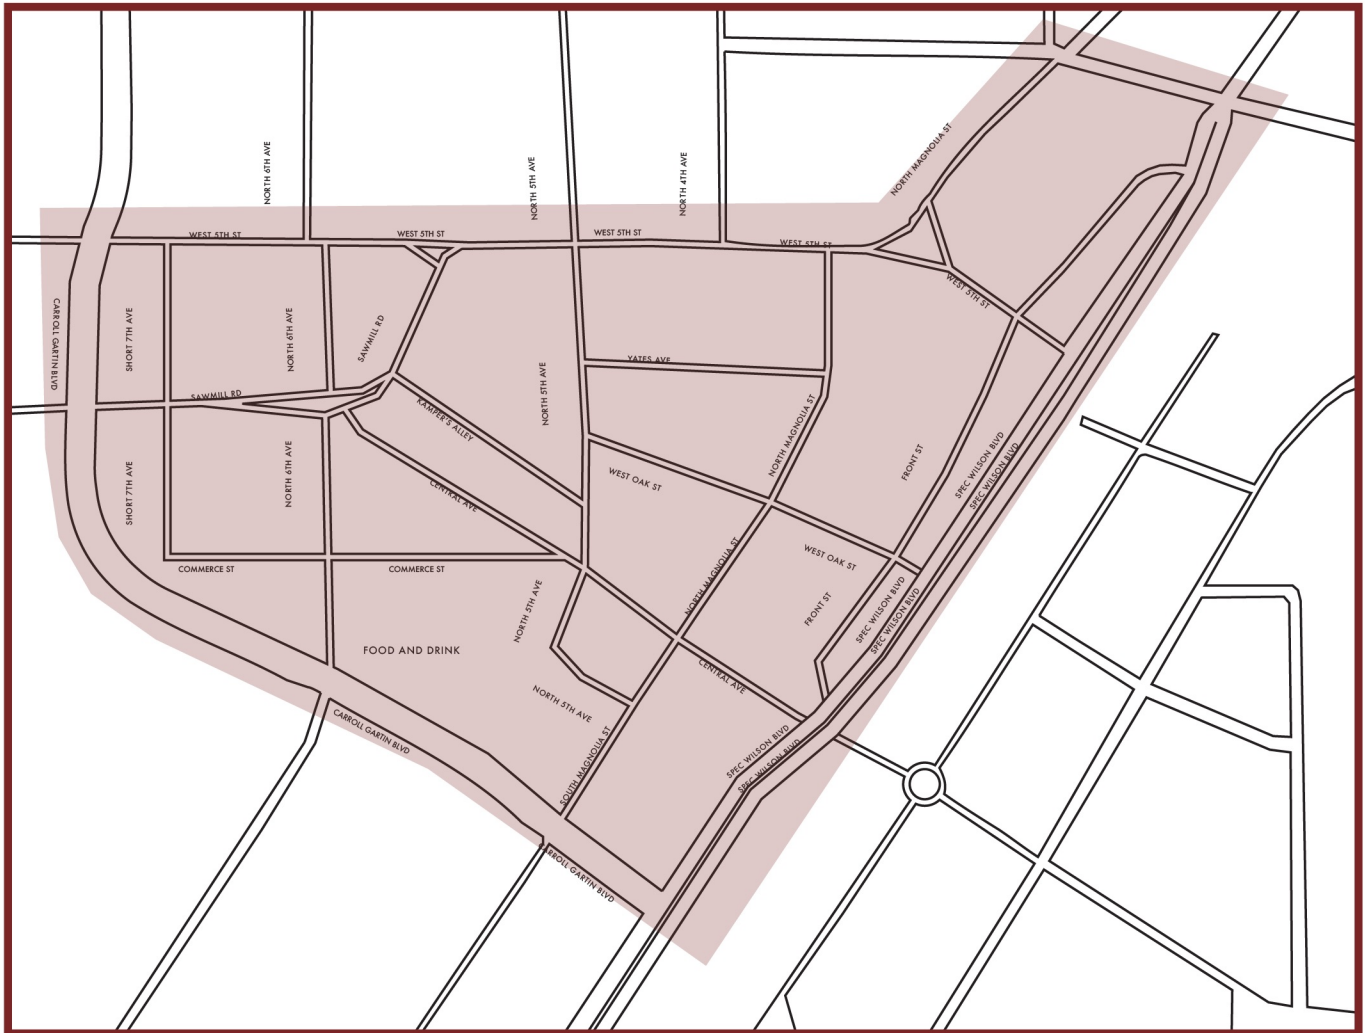 NORTH MAGNOLIA ST
NORTH 6TH AVE
NORTH 5TH AVE
NORTH 4TH AVE
WEST 5TH ST
WEST 5TH ST
WEST 5TH ST
WEST 5TH ST
WEST 5TH ST
CARROLL GARTIN BLVD
SHORT 7TH AVE
NORTH 6TH AVE
SAWMILL RD
YATES AVE
NORTH 5TH AVE
SAWMILL RD
KAMPER'S ALLEY
NORTH MAGNOLIA ST
FRONT ST
SPEC WILSON BLVD
SPEC WILSON BLVD
SHORT 7TH AVE
NORTH 6TH AVE
CENTRAL AVE
WEST OAK ST
WEST OAK ST
COMMERCE ST
COMMERCE ST
NORTH MAGNOLIA ST
NORTH 5TH AVE
FRONT ST
SPEC WILSON BLVD
SPEC WILSON BLVD
FOOD AND DRINK
CENTRAL AVE
NORTH 5TH AVE
CARROLL GARTIN BLVD
SOUTH MAGNOLIA ST
SPEC WILSON BLVD
SPEC WILSON BLVD
CARROLL GARTIN BLVD